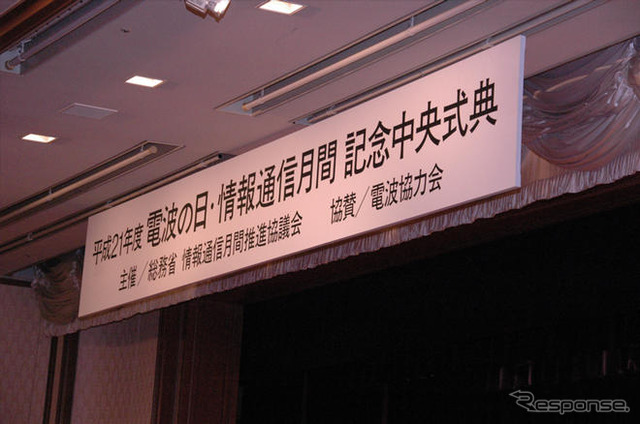 平成21年度 電波の日・情報通信月間 記念中央式典
主催／総務省 情報通信月間推進協議会 協賛／電波協力会
Response.